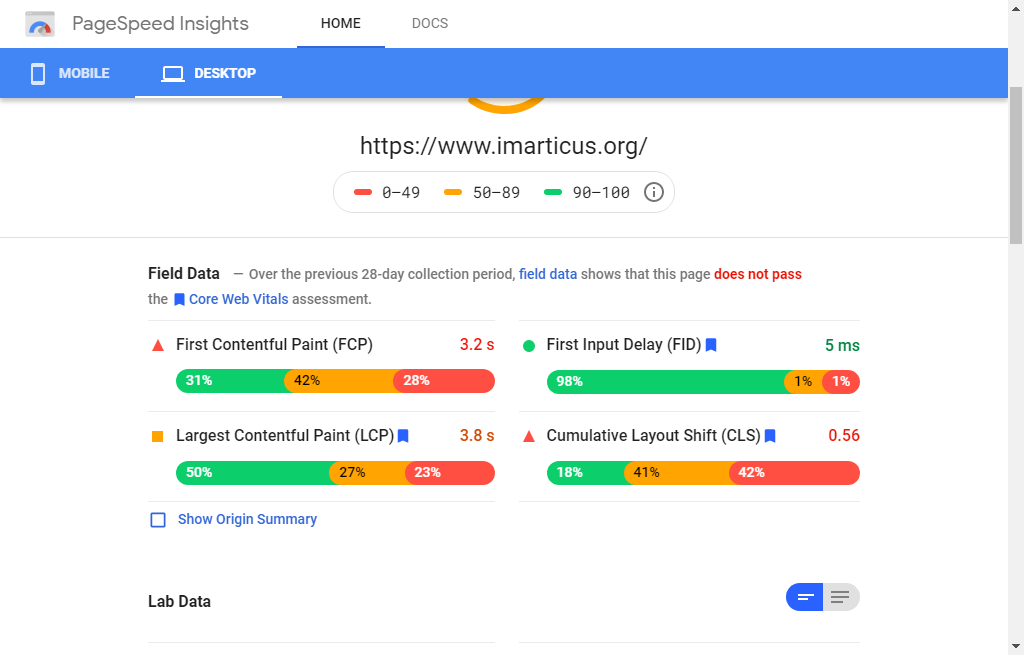 PageSpeed Insights HOME DOCS
MOBILE DESKTOP
https://www.imarticus.org/
0–49 50–89 90–100
Field Data — Over the previous 28-day collection period, field data shows that this page does not pass
the Core Web Vitals assessment.
First Contentful Paint (FCP) 3.2 s
31% 42% 28%
First Input Delay (FID) 5 ms
98% 1% 1%
Largest Contentful Paint (LCP) 3.8 s
50% 27% 23%
Cumulative Layout Shift (CLS) 0.56
18% 41% 42%
Show Origin Summary
Lab Data